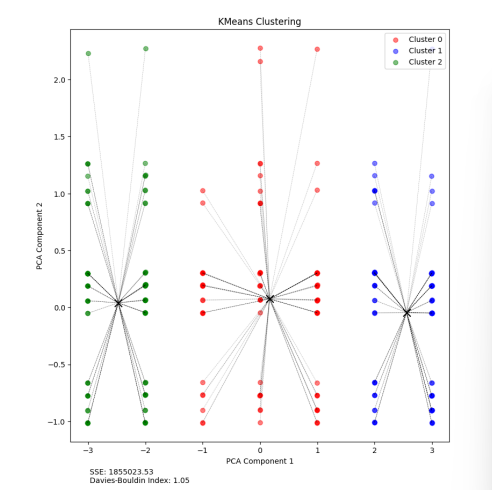 KMeans Clustering
Cluster 0
Cluster 1
Cluster 2
2.0
1.5
1.0
0.5
0.0
−0.5
−1.0
PCA Component 2
−3
−2
−1
0
1
2
3
PCA Component 1
SSE: 1855023.53
Davies-Bouldin Index: 1.05